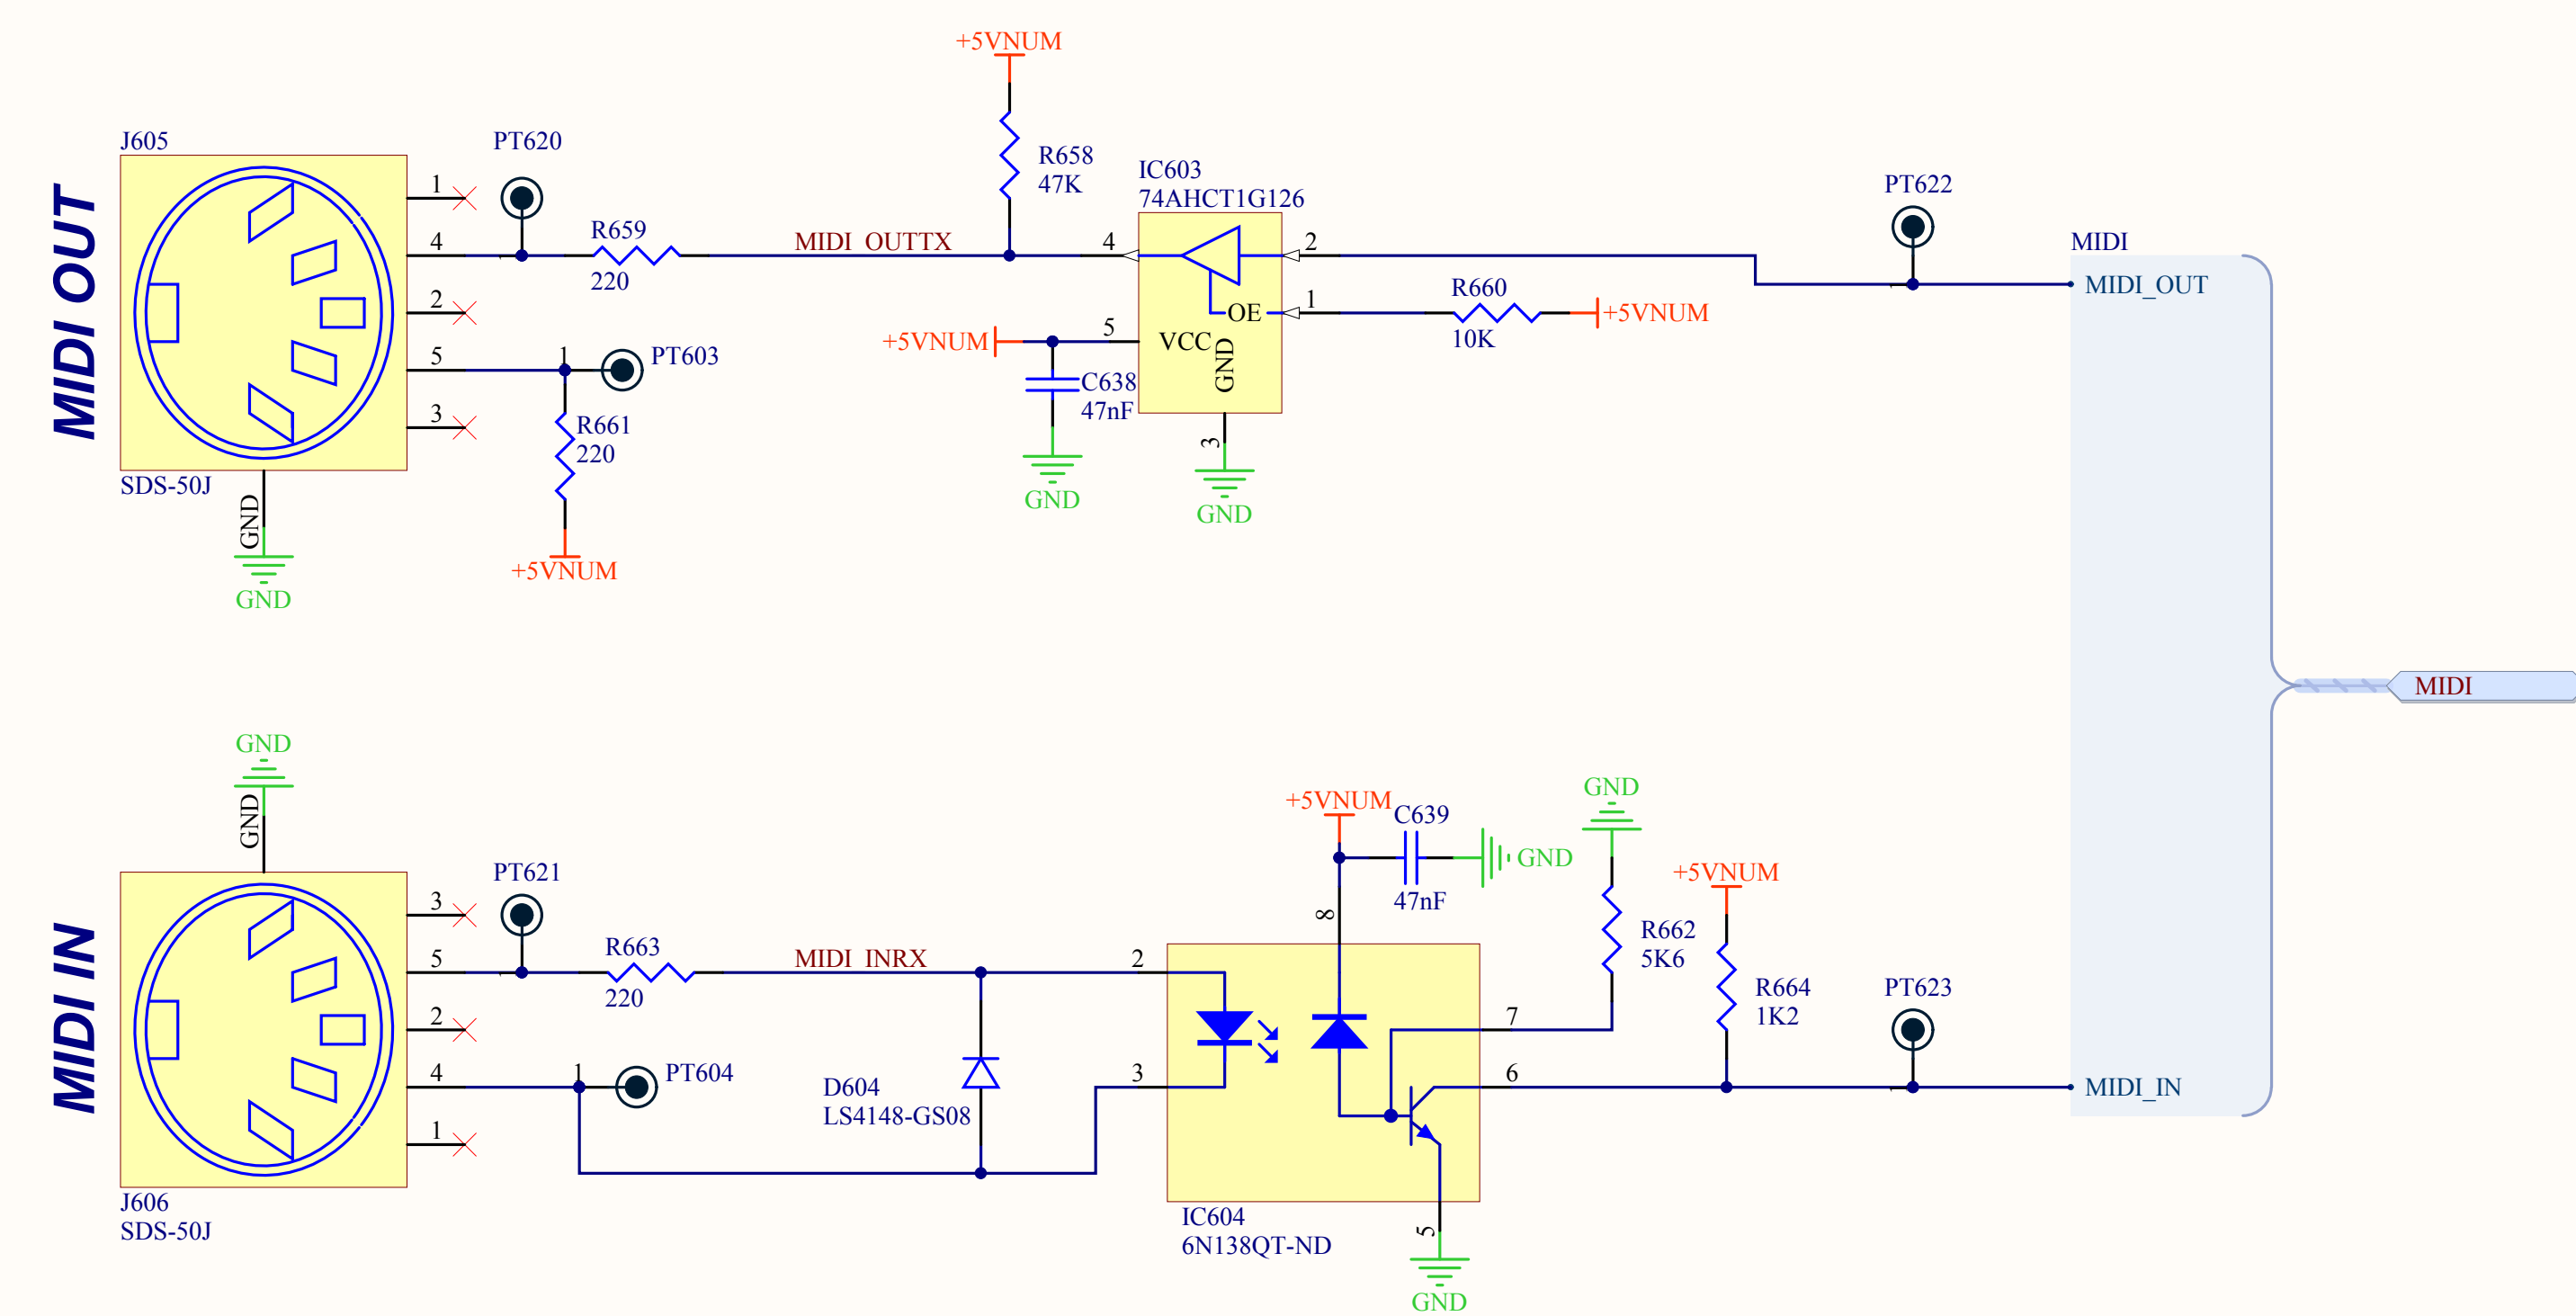 +5VNUM
J605
PT620
R658
47K
IC603
74AHCT1G126
PT622
MIDI OUT
1
4
2
5
3
R659
220
MIDI_OUTTX
4
2
MIDI
MIDI_OUT
OE
1
R660
10K
+5VNUM
+5VNUM
5
VCC
GND
1
PT603
C638
47nF
R661
220
3
SDS-50J
GND
GND
GND
+5VNUM
GND
MIDI
GND
GND
+5VNUM
C639
GND
GND
47nF
8
+5VNUM
MIDI IN
3
5
2
4
1
PT621
R663
220
MIDI_INRX
2
R662
5K6
R664
1K2
PT623
7
1
PT604
D604
LS4148-GS08
3
6
MIDI_IN
J606
SDS-50J
IC604
6N138QT-ND
5
GND